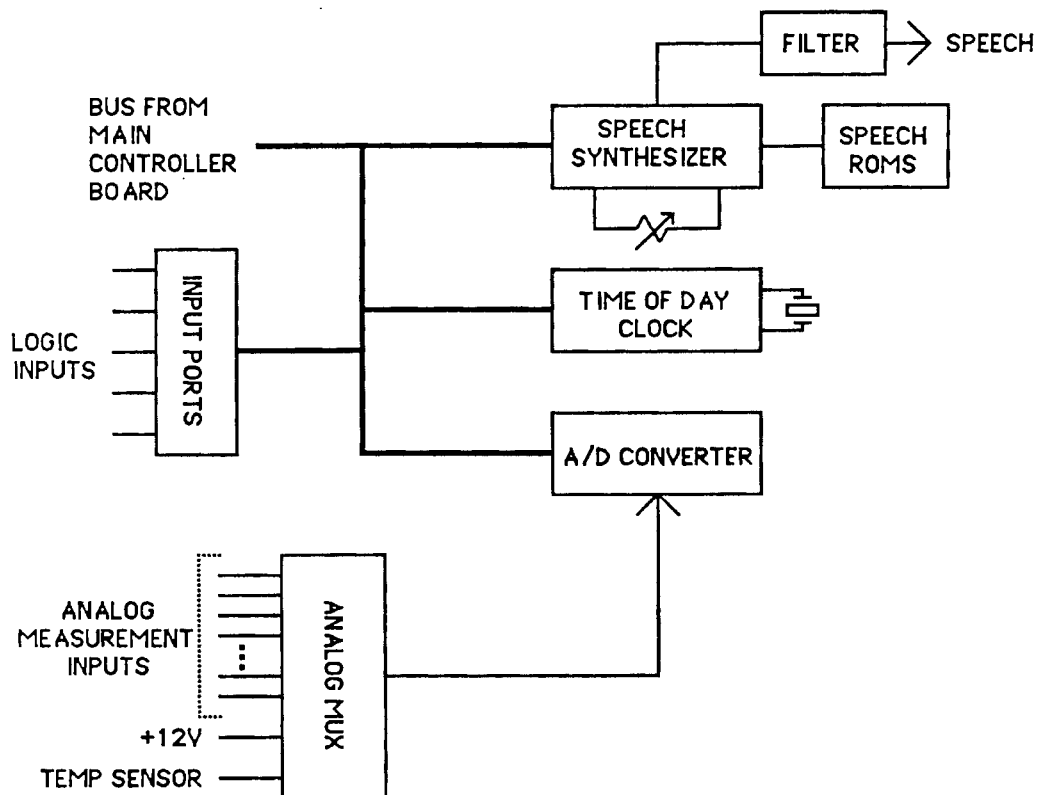 FILTER
SPEECH
BUS FROM
MAIN
CONTROLLER
BOARD
SPEECH
SYNTHESIZER
SPEECH
ROMS
INPUT PORTS
LOGIC
INPUTS
TIME OF DAY
CLOCK
A/D CONVERTER
ANALOG
MEASUREMENT
INPUTS
ANALOG MUX
+12V
TEMP SENSOR